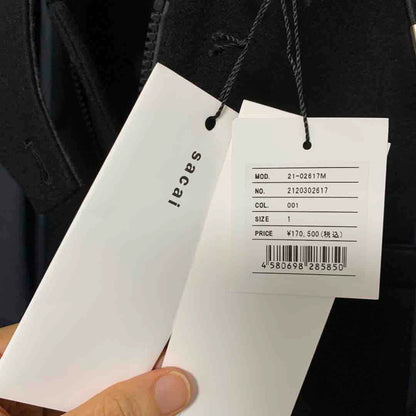 sacai
MOD. 21-02617M
NO. 2120302617
COL. 001
SIZE 1
PRICE ¥170,500(税込)
4 580698 285850